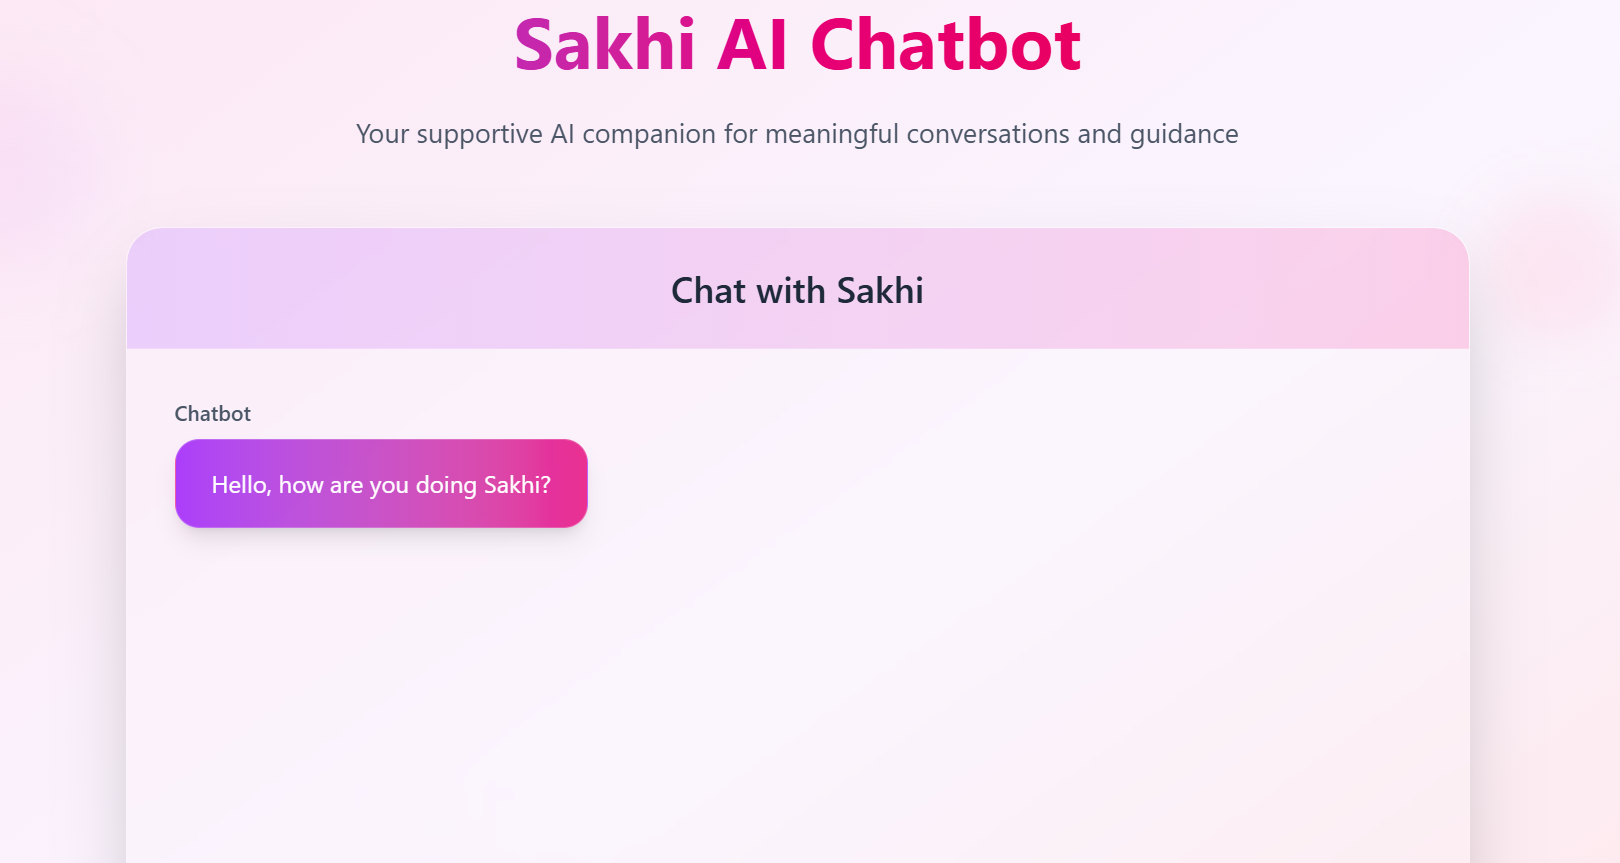 Sakhi AI Chatbot
Your supportive AI companion for meaningful conversations and guidance
Chat with Sakhi
Chatbot
Hello, how are you doing Sakhi?